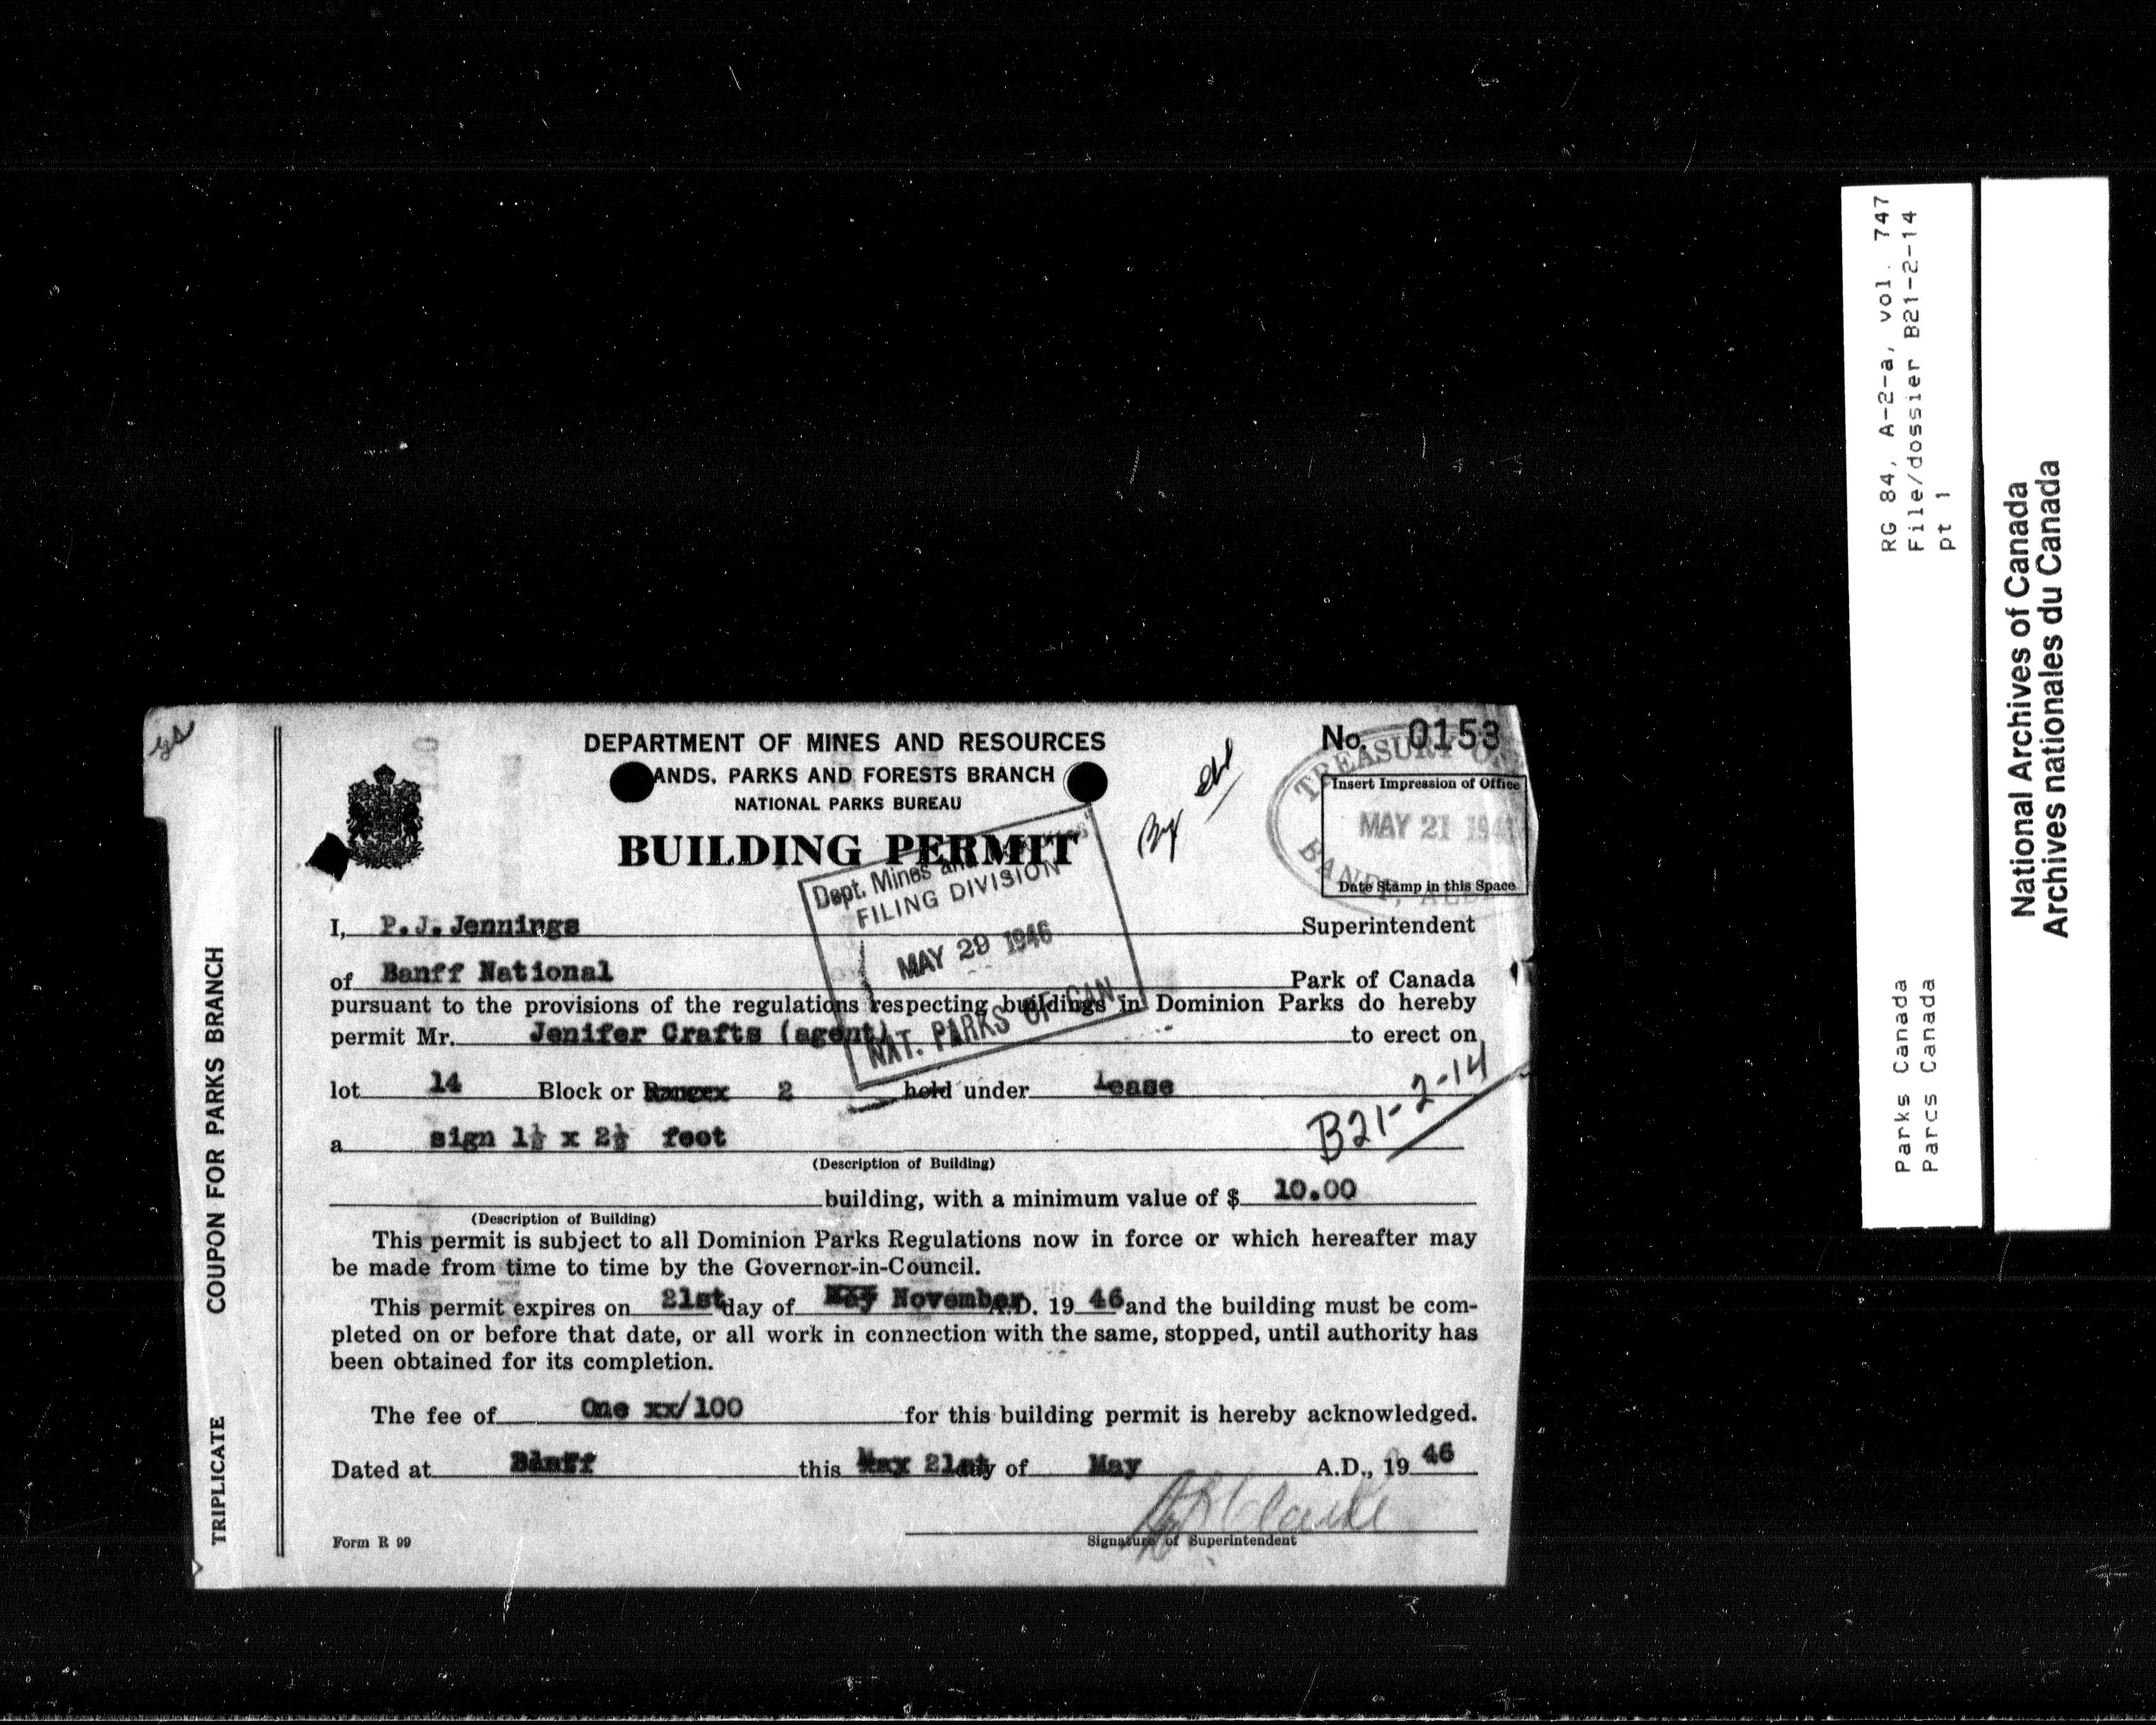 DEPARTMENT OF MINES AND RESOURCES
ANDS, PARKS AND FORESTS BRANCH
NATIONAL PARKS BUREAU
BUILDING PERMIT
No. 0153
TREASURY
Insert Impression of Office
MAY 21 194
Date Stamp in this Space
BANFF, ALB
Dept. Mines and
FILING DIVISION
MAY 29 1946
NAT. PARKS OF CAN.
I, P.J. Jennings Superintendent
of Banff National Park of Canada
pursuant to the provisions of the regulations respecting buildings in Dominion Parks do hereby
permit Mr. Jenifer Crafts (agent) to erect on
lot 14 Block or Rangex 2 held under Lease
B21-2-14
a sign 1½ x 2½ feet
(Description of Building)
building, with a minimum value of $ 10.00
(Description of Building)
This permit is subject to all Dominion Parks Regulations now in force or which hereafter may
be made from time to time by the Governor-in-Council.
This permit expires on 21st day of May November A.D. 19 46 and the building must be com-
pleted on or before that date, or all work in connection with the same, stopped, until authority has
been obtained for its completion.
The fee of One xx/100 for this building permit is hereby acknowledged.
Dated at Banff this May 21st day of May A.D., 19 46
Signature of Superintendent
Form R 99
TRIPLICATE COUPON FOR PARKS BRANCH
RG 84, A-2-a, vol. 747
File/dossier B21-2-14
pt 1
Parks Canada
Parcs Canada
National Archives of Canada
Archives nationales du Canada